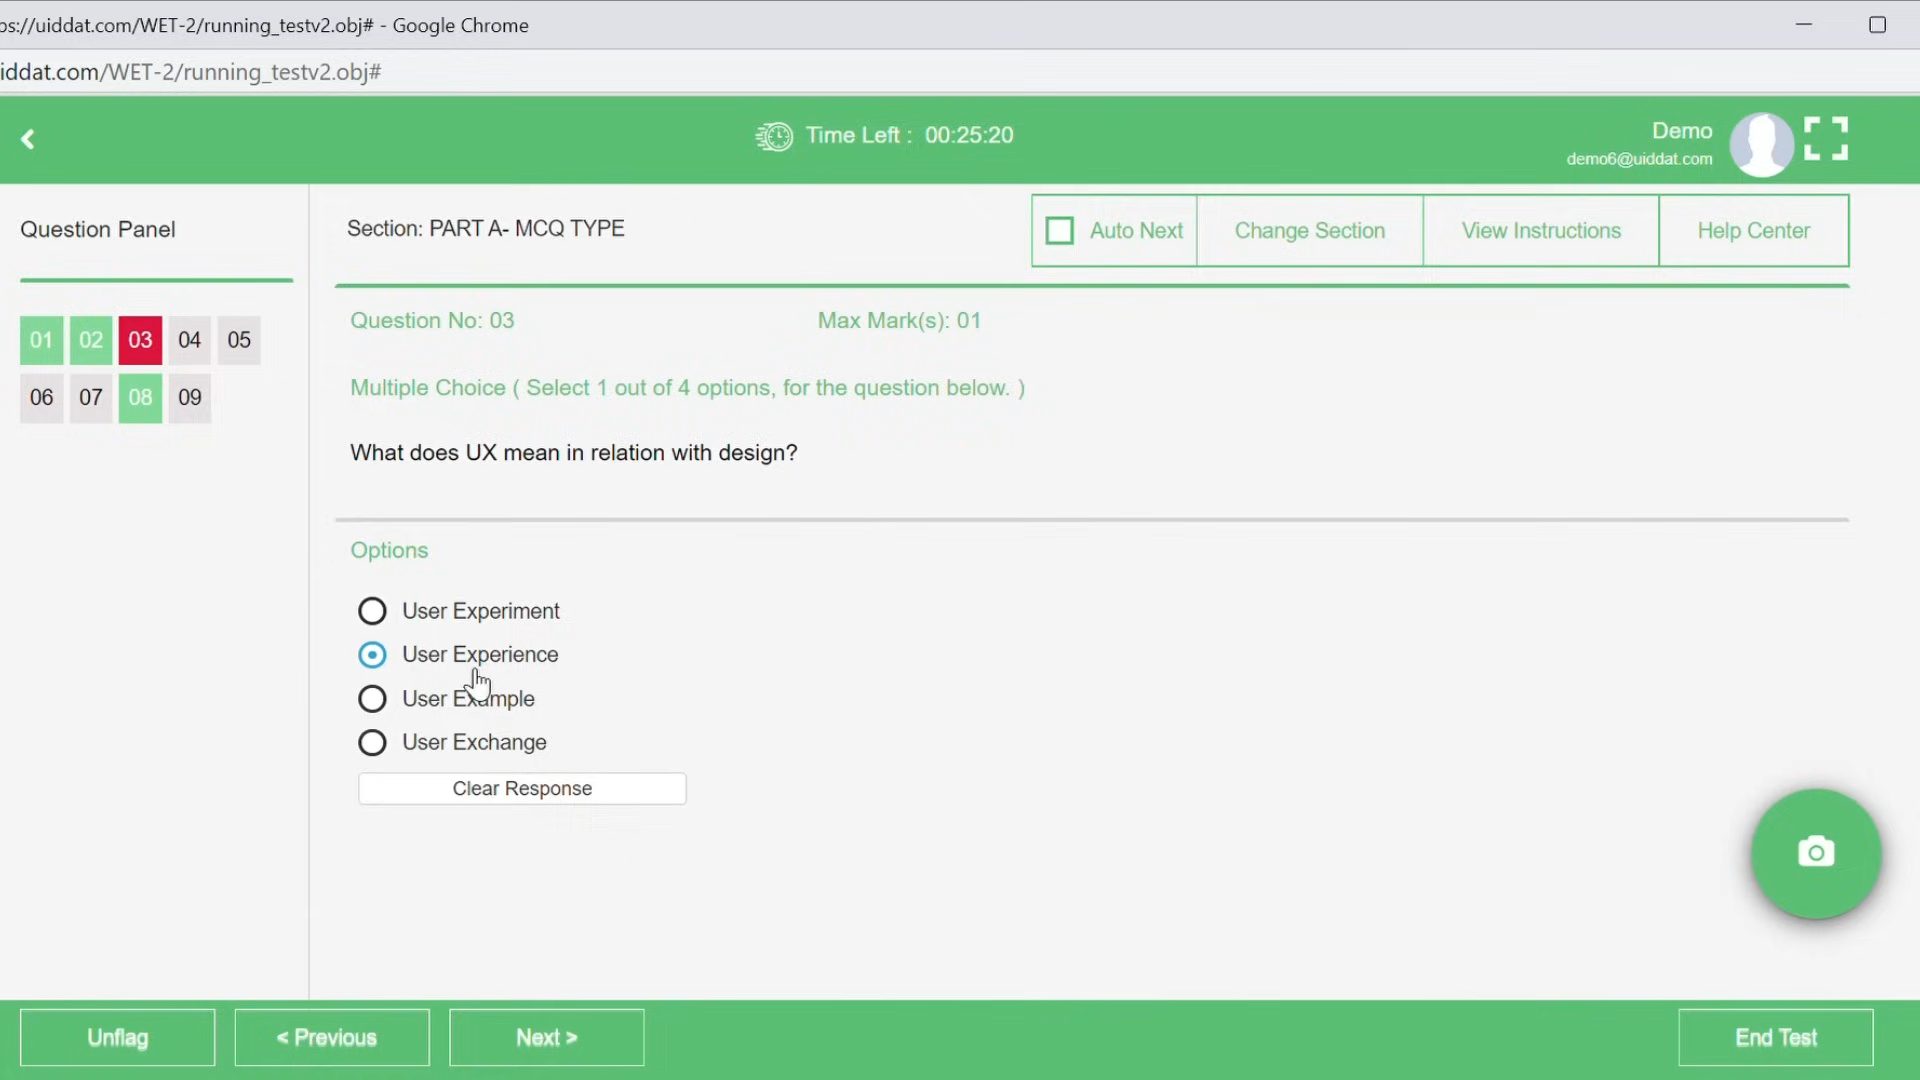 ps://uiddat.com/WET-2/running_testv2.obj# - Google Chrome
iddat.com/WET-2/running_testv2.obj#
Time Left : 00:25:20
Demo
demo6@uiddat.com
Question Panel
Section: PART A- MCQ TYPE
Auto Next
Change Section
View Instructions
Help Center
01 02 03 04 05
06 07 08 09
Question No: 03
Max Mark(s): 01
Multiple Choice ( Select 1 out of 4 options, for the question below. )
What does UX mean in relation with design?
Options
User Experiment
User Experience
User Example
User Exchange
Clear Response
Unflag
< Previous
Next >
End Test